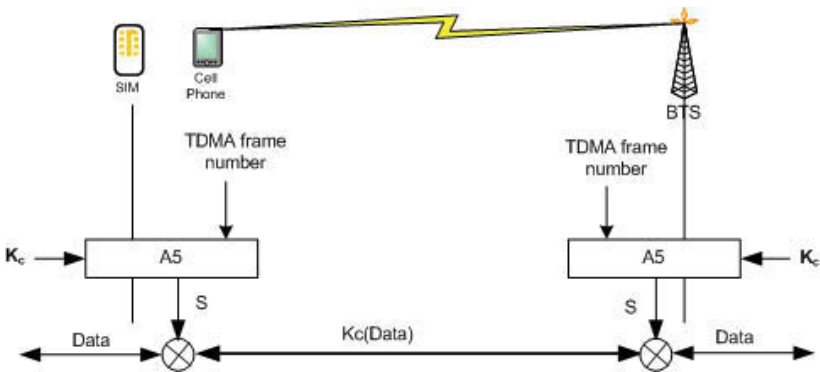 SIM
Cell
Phone
BTS
TDMA frame
number
TDMA frame
number
Kc
A5
A5
Kc
S
S
Data
Kc(Data)
Data